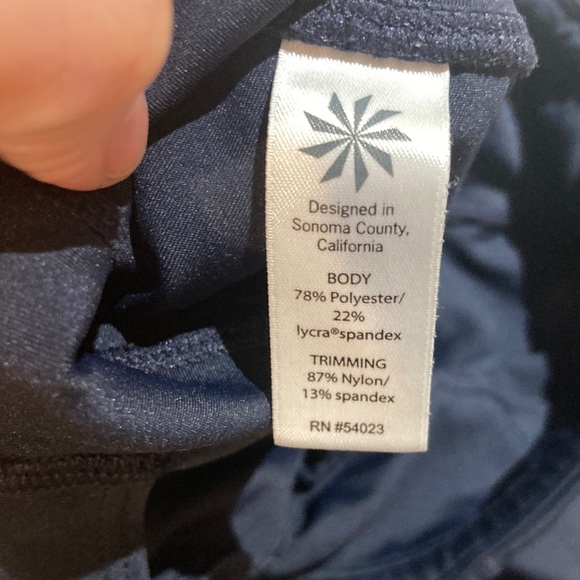 Designed in
Sonoma County,
California
BODY
78% Polyester/
22%
lycra®spandex
TRIMMING
87% Nylon/
13% spandex
RN #54023